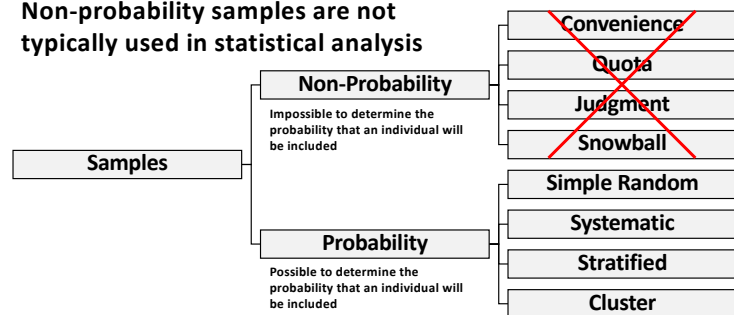 Non-probability samples are not
typically used in statistical analysis
Convenience
Quota
Non-Probability
Judgment
Impossible to determine the
probability that an individual will
be included
Snowball
Samples
Simple Random
Systematic
Probability
Stratified
Possible to determine the
probability that an individual will
be included
Cluster